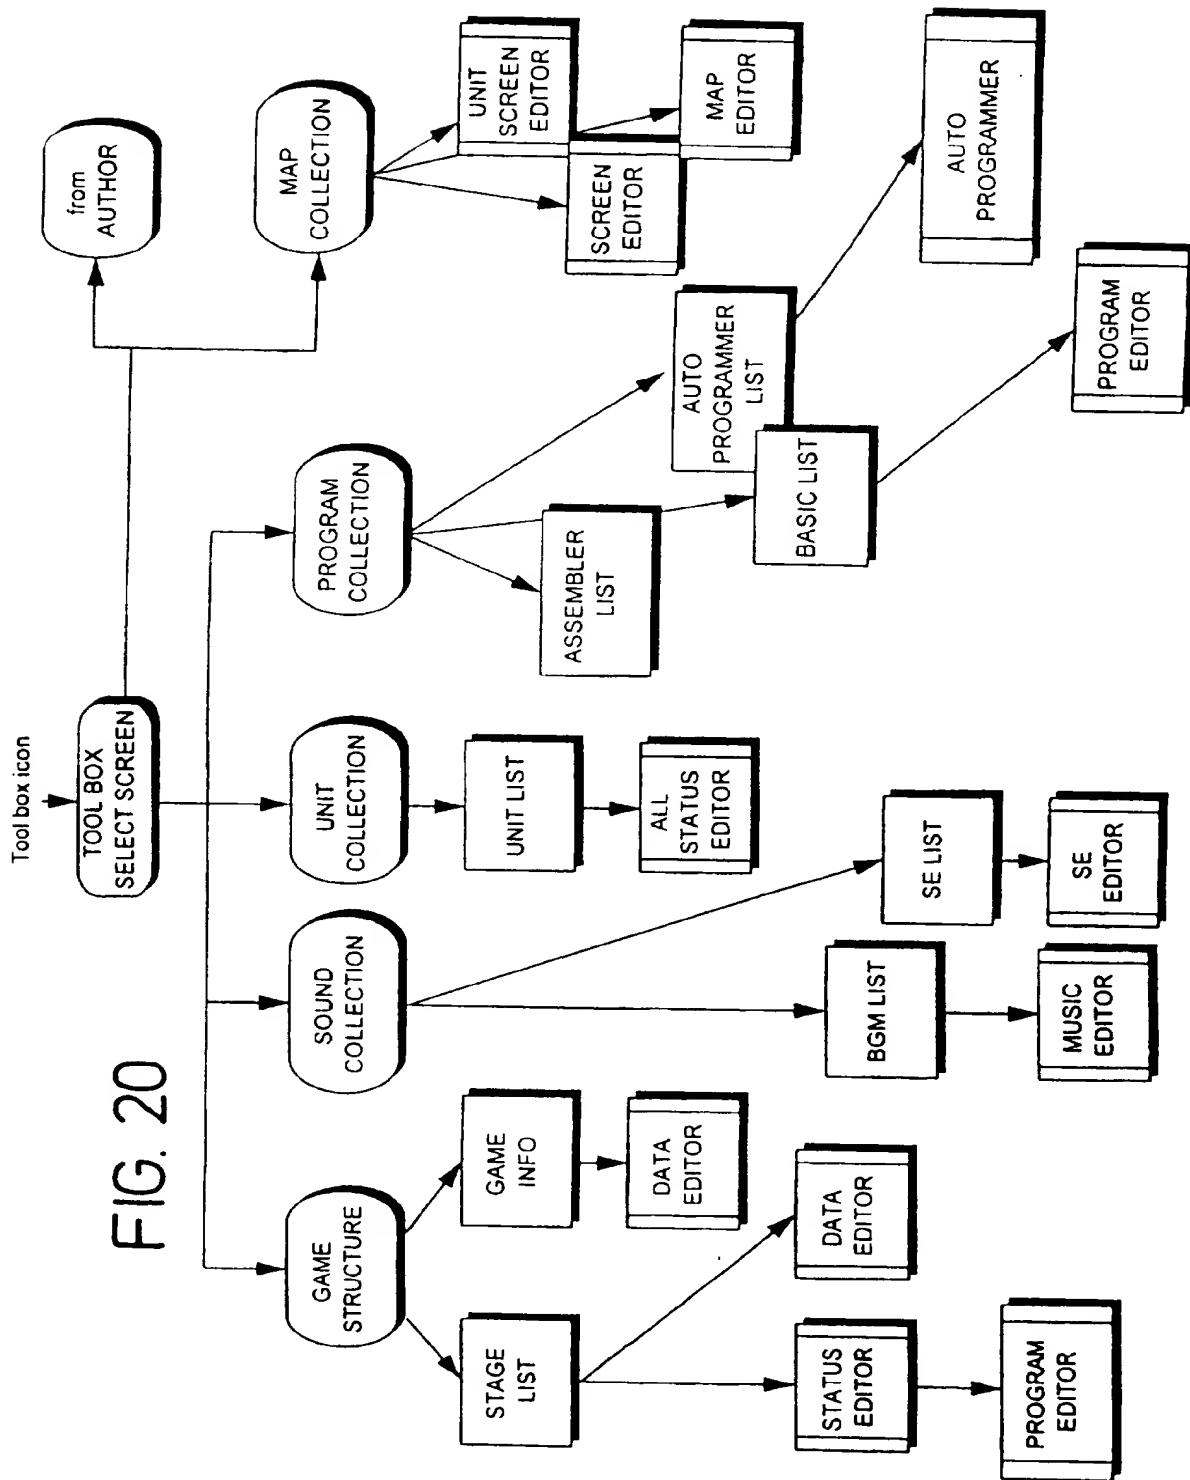 FIG. 20
Tool box icon
TOOL BOX
SELECT SCREEN
from
AUTHOR
GAME
STRUCTURE
SOUND
COLLECTION
UNIT
COLLECTION
PROGRAM
COLLECTION
MAP
COLLECTION
STAGE
LIST
GAME
INFO
UNIT LIST
ASSEMBLER
LIST
UNIT
SCREEN
EDITOR
SCREEN
EDITOR
DATA
EDITOR
ALL
STATUS
EDITOR
AUTO
PROGRAMMER
LIST
MAP
EDITOR
BASIC LIST
STATUS
EDITOR
DATA
EDITOR
BGM LIST
SE LIST
AUTO
PROGRAMMER
PROGRAM
EDITOR
MUSIC
EDITOR
SE
EDITOR
PROGRAM
EDITOR